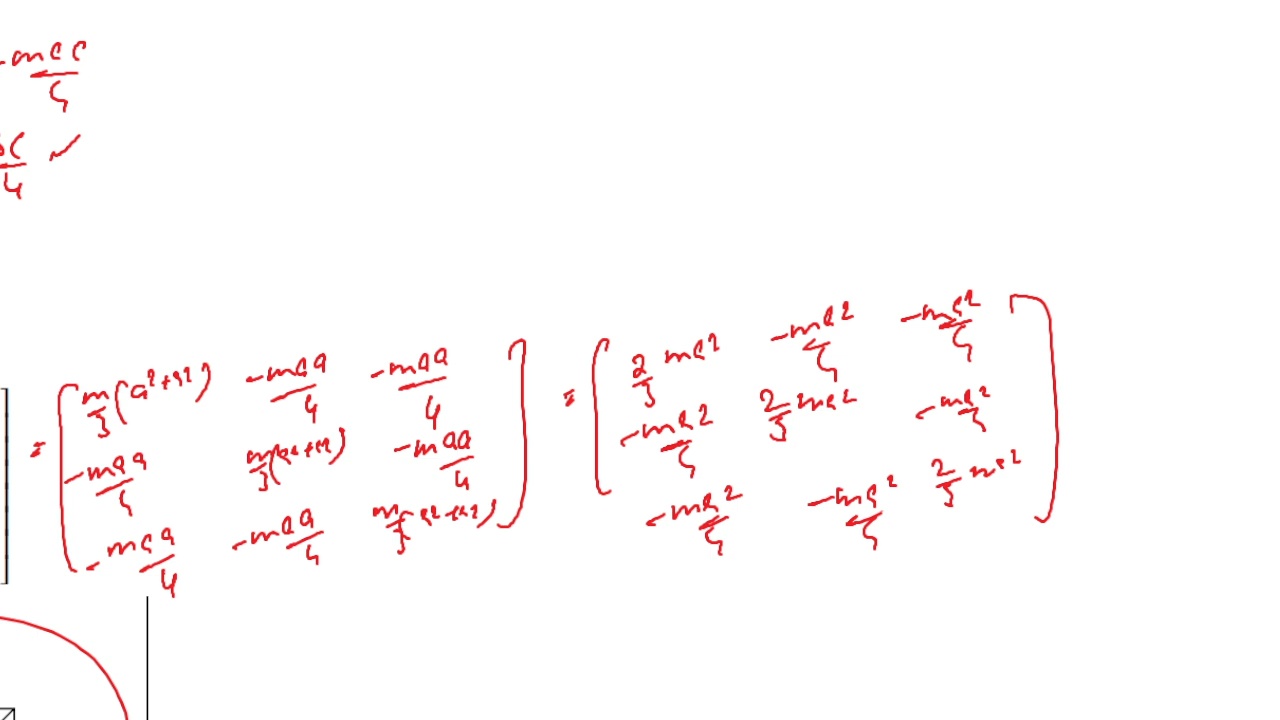 -mac/4
bc/4 ✓
= [ m/3(a²+a²) -maa/4 -maa/4 ] = [ 2/3 ma² -ma²/4 -ma²/4 ]
[ -maa/4 m/3(a²+a²) -maa/4 ] [ -ma²/4 2/3 ma² -ma²/4 ]
[ -maa/4 -maa/4 m/3(a²+a²) ] [ -ma²/4 -ma²/4 2/3 ma² ]